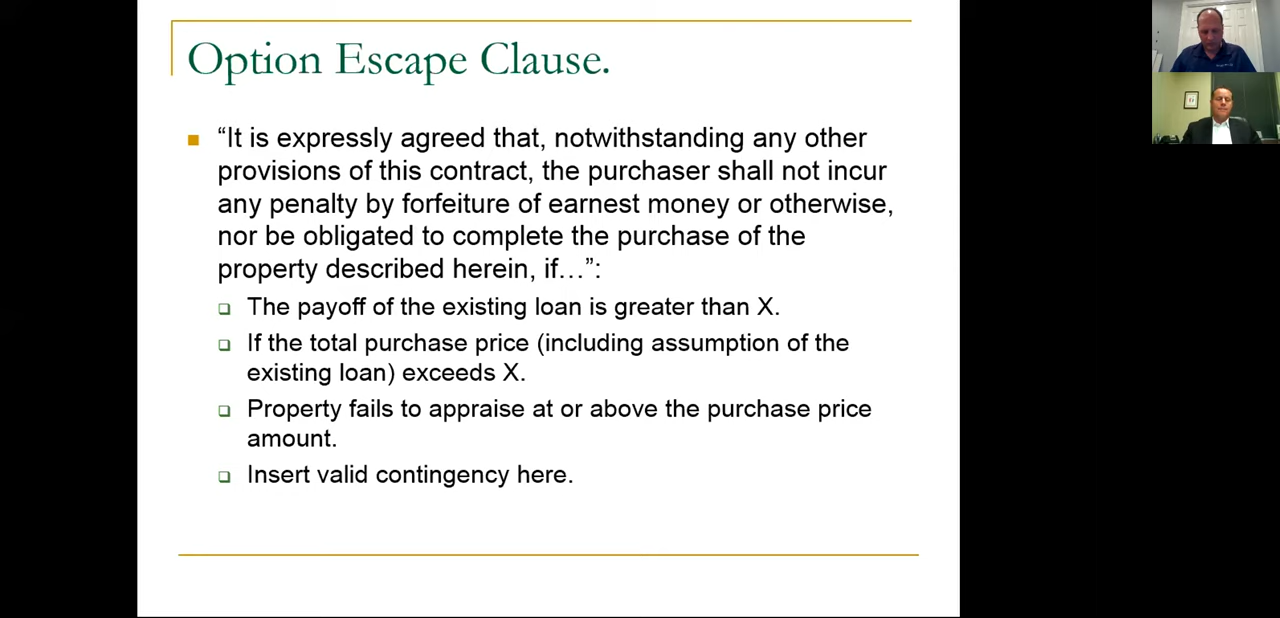 Option Escape Clause.
“It is expressly agreed that, notwithstanding any other
provisions of this contract, the purchaser shall not incur
any penalty by forfeiture of earnest money or otherwise,
nor be obligated to complete the purchase of the
property described herein, if…”:
The payoff of the existing loan is greater than X.
If the total purchase price (including assumption of the
existing loan) exceeds X.
Property fails to appraise at or above the purchase price
amount.
Insert valid contingency here.